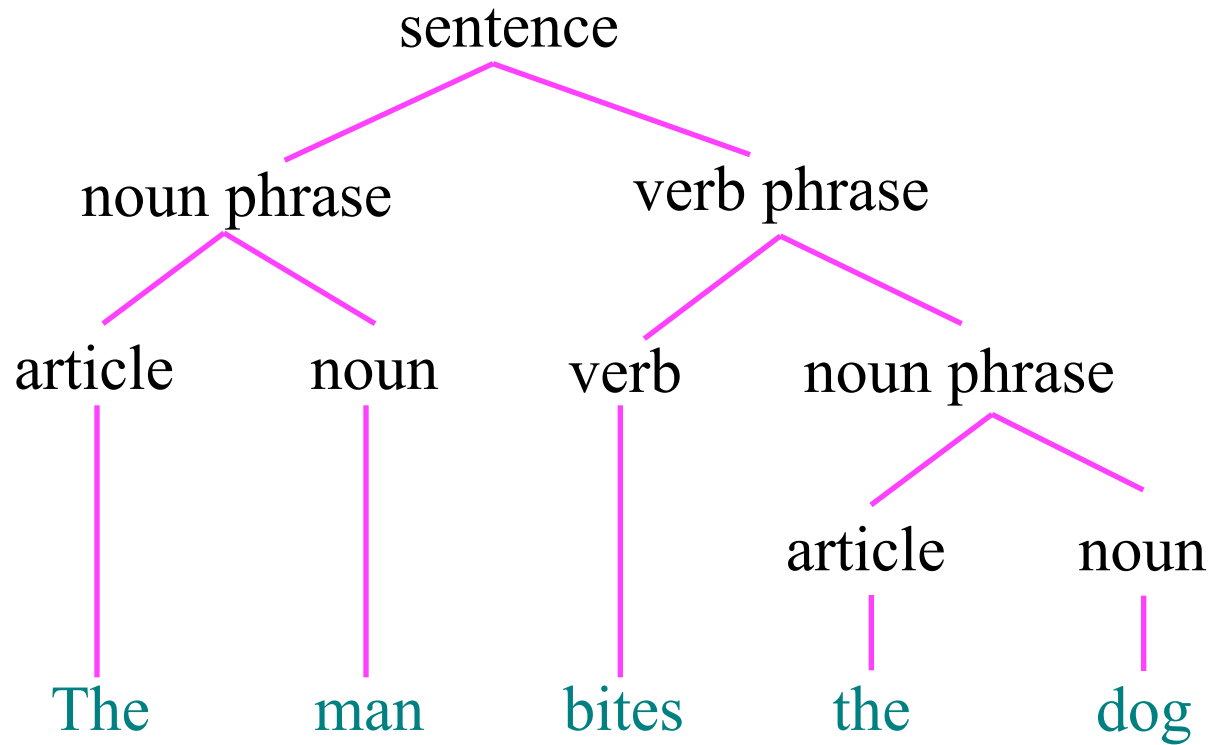 sentence
noun phrase verb phrase
article noun verb noun phrase
article noun
The man bites the dog